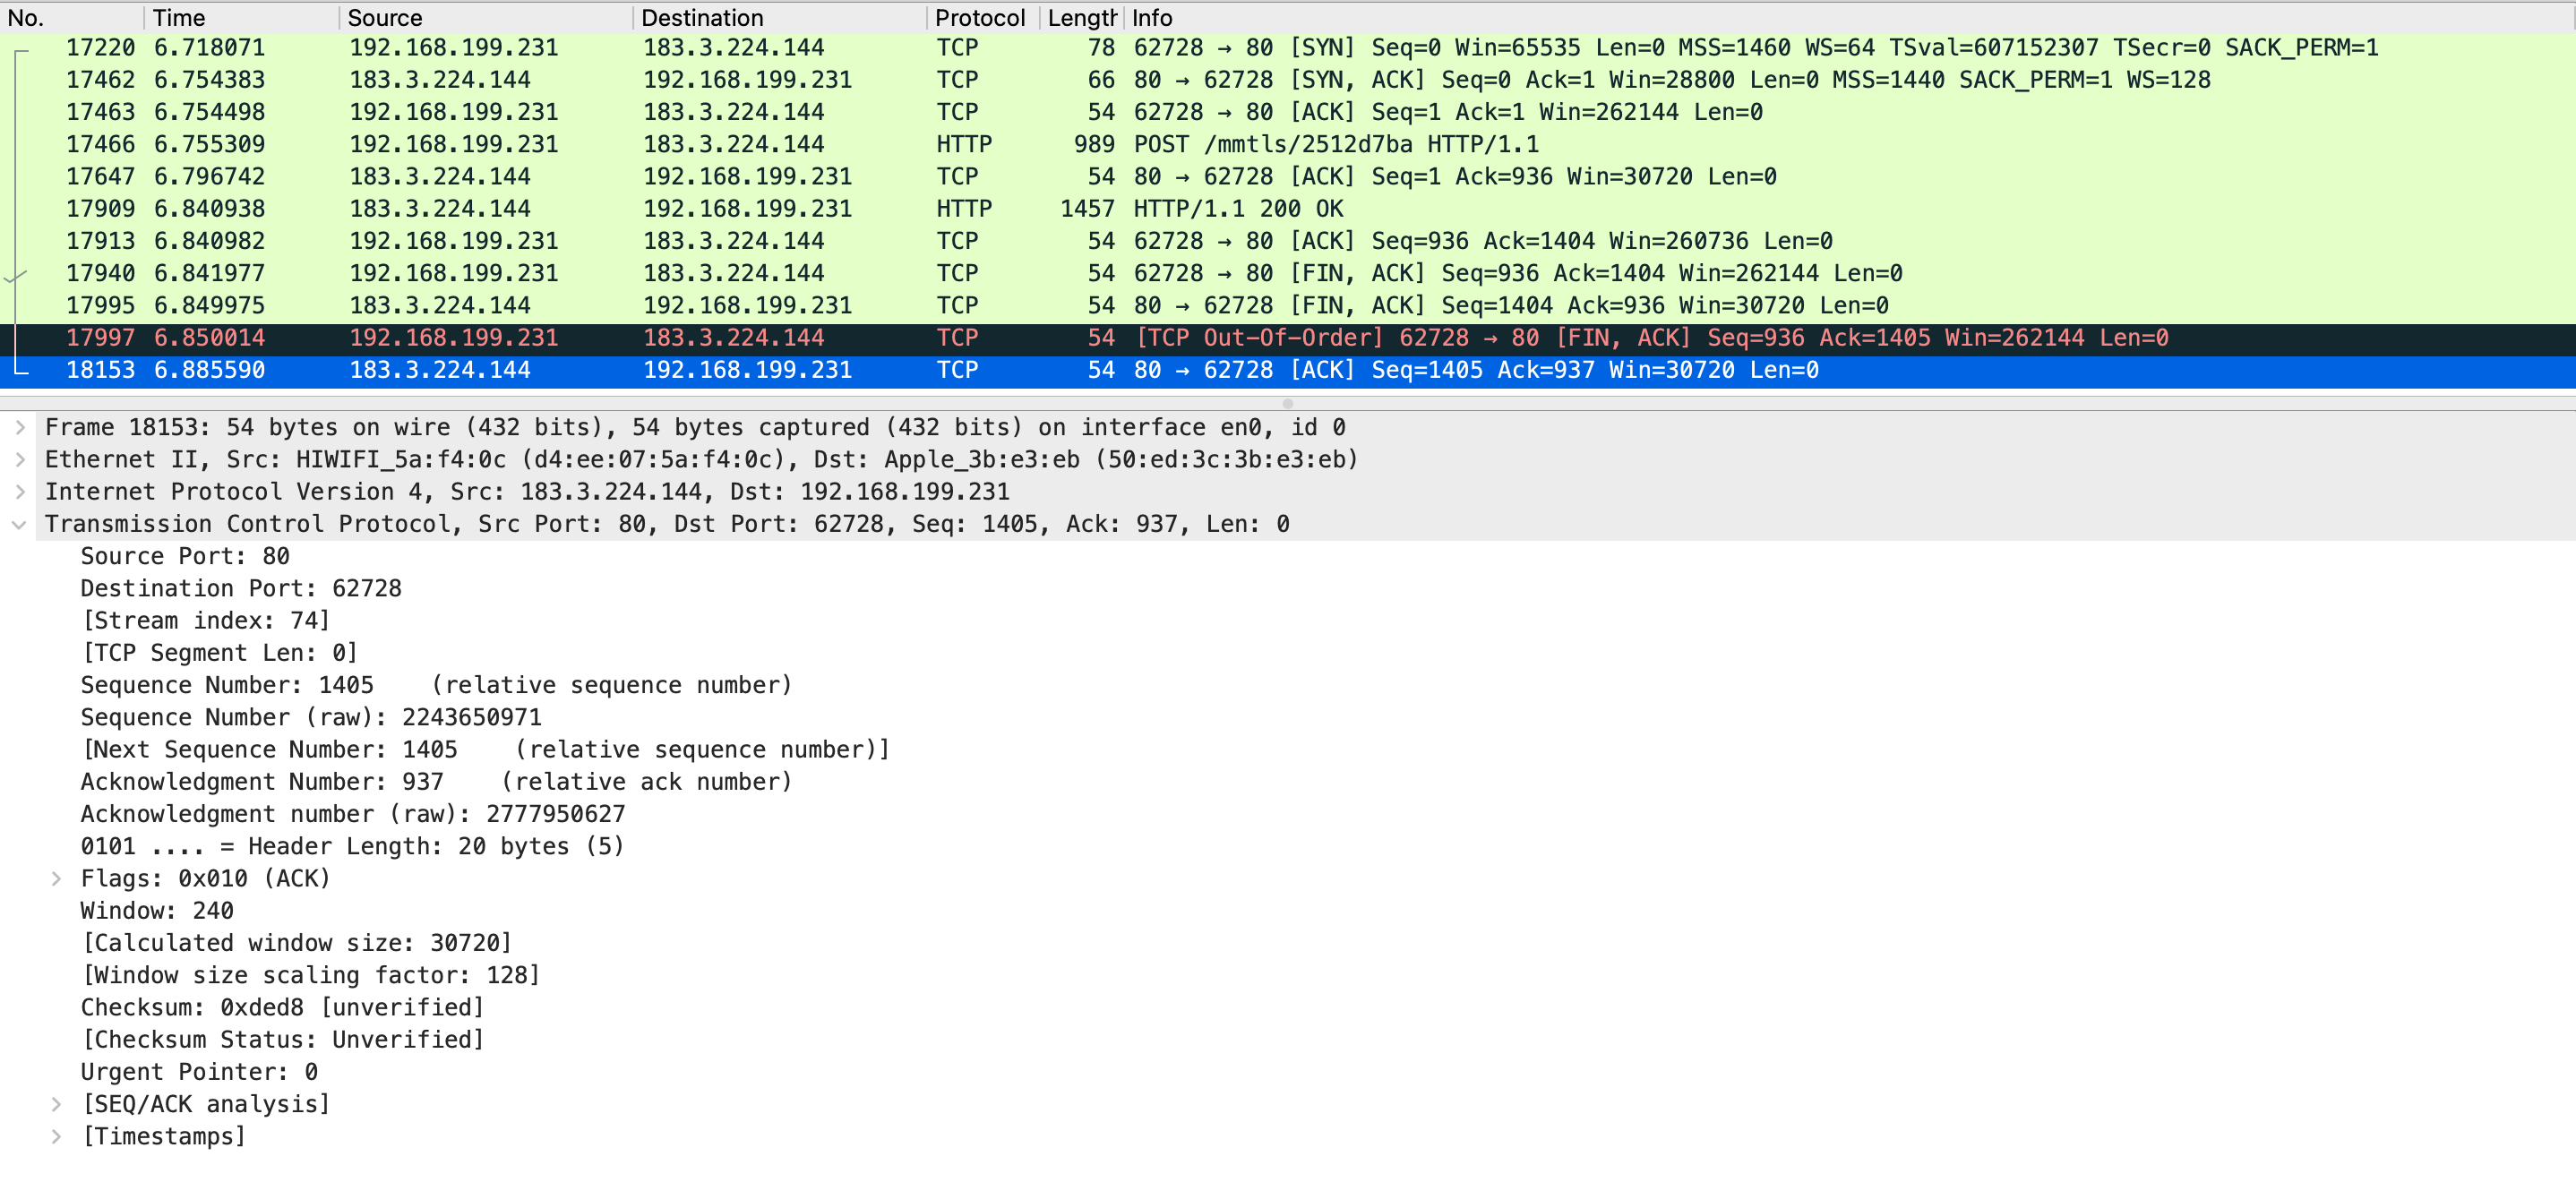 No. Time Source Destination Protocol Length Info
17220 6.718071 192.168.199.231 183.3.224.144 TCP 78 62728 → 80 [SYN] Seq=0 Win=65535 Len=0 MSS=1460 WS=64 TSval=607152307 TSecr=0 SACK_PERM=1
17462 6.754383 183.3.224.144 192.168.199.231 TCP 66 80 → 62728 [SYN, ACK] Seq=0 Ack=1 Win=28800 Len=0 MSS=1440 SACK_PERM=1 WS=128
17463 6.754498 192.168.199.231 183.3.224.144 TCP 54 62728 → 80 [ACK] Seq=1 Ack=1 Win=262144 Len=0
17466 6.755309 192.168.199.231 183.3.224.144 HTTP 989 POST /mmtls/2512d7ba HTTP/1.1
17647 6.796742 183.3.224.144 192.168.199.231 TCP 54 80 → 62728 [ACK] Seq=1 Ack=936 Win=30720 Len=0
17909 6.840938 183.3.224.144 192.168.199.231 HTTP 1457 HTTP/1.1 200 OK
17913 6.840982 192.168.199.231 183.3.224.144 TCP 54 62728 → 80 [ACK] Seq=936 Ack=1404 Win=260736 Len=0
17940 6.841977 192.168.199.231 183.3.224.144 TCP 54 62728 → 80 [FIN, ACK] Seq=936 Ack=1404 Win=262144 Len=0
17995 6.849975 183.3.224.144 192.168.199.231 TCP 54 80 → 62728 [FIN, ACK] Seq=1404 Ack=936 Win=30720 Len=0
17997 6.850014 192.168.199.231 183.3.224.144 TCP 54 [TCP Out-Of-Order] 62728 → 80 [FIN, ACK] Seq=936 Ack=1405 Win=262144 Len=0
18153 6.885590 183.3.224.144 192.168.199.231 TCP 54 80 → 62728 [ACK] Seq=1405 Ack=937 Win=30720 Len=0
Frame 18153: 54 bytes on wire (432 bits), 54 bytes captured (432 bits) on interface en0, id 0
Ethernet II, Src: HIWIFI_5a:f4:0c (d4:ee:07:5a:f4:0c), Dst: Apple_3b:e3:eb (50:ed:3c:3b:e3:eb)
Internet Protocol Version 4, Src: 183.3.224.144, Dst: 192.168.199.231
Transmission Control Protocol, Src Port: 80, Dst Port: 62728, Seq: 1405, Ack: 937, Len: 0
Source Port: 80
Destination Port: 62728
[Stream index: 74]
[TCP Segment Len: 0]
Sequence Number: 1405 (relative sequence number)
Sequence Number (raw): 2243650971
[Next Sequence Number: 1405 (relative sequence number)]
Acknowledgment Number: 937 (relative ack number)
Acknowledgment number (raw): 2777950627
0101 .... = Header Length: 20 bytes (5)
Flags: 0x010 (ACK)
Window: 240
[Calculated window size: 30720]
[Window size scaling factor: 128]
Checksum: 0xded8 [unverified]
[Checksum Status: Unverified]
Urgent Pointer: 0
[SEQ/ACK analysis]
[Timestamps]